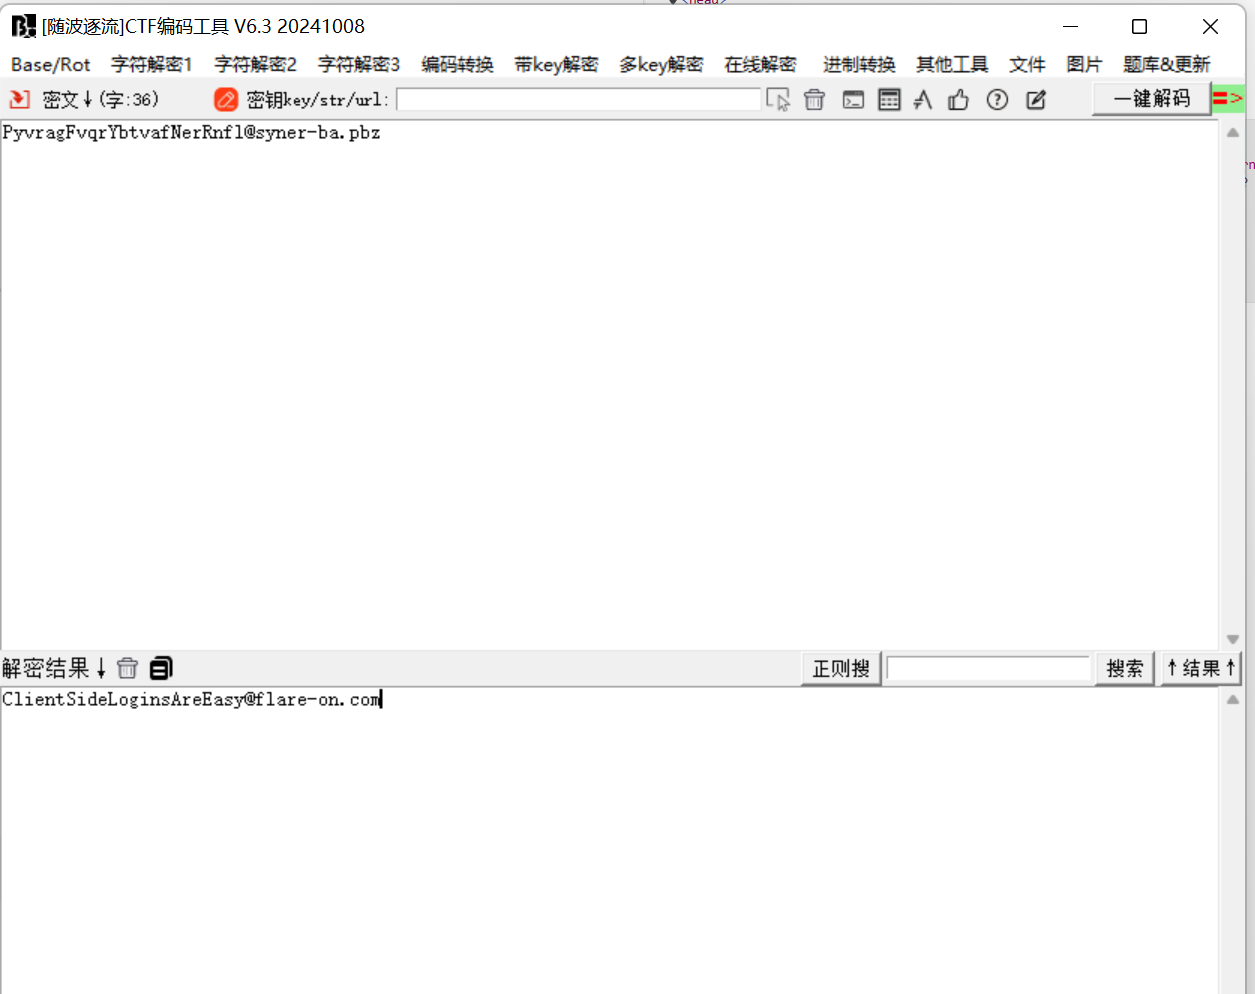 <head>
[随波逐流]CTF编码工具 V6.3 20241008
Base/Rot 字符解密1 字符解密2 字符解密3 编码转换 带key解密 多key解密 在线解密 进制转换 其他工具 文件 图片 题库&更新
密文↓(字:36) 密钥key/str/url: 一键解码 =>
PyvragFvqrYbtvafNerRnfl@syner-ba.pbz
解密结果↓ 正则搜 搜索 ↑结果↑
ClientSideLoginsAreEasy@flare-on.com